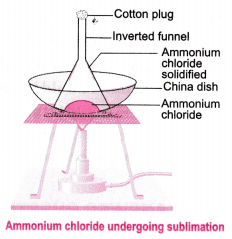 Cotton plug
Inverted funnel
Ammonium
chloride
solidified
China dish
Ammonium
chloride
Ammonium chloride undergoing sublimation